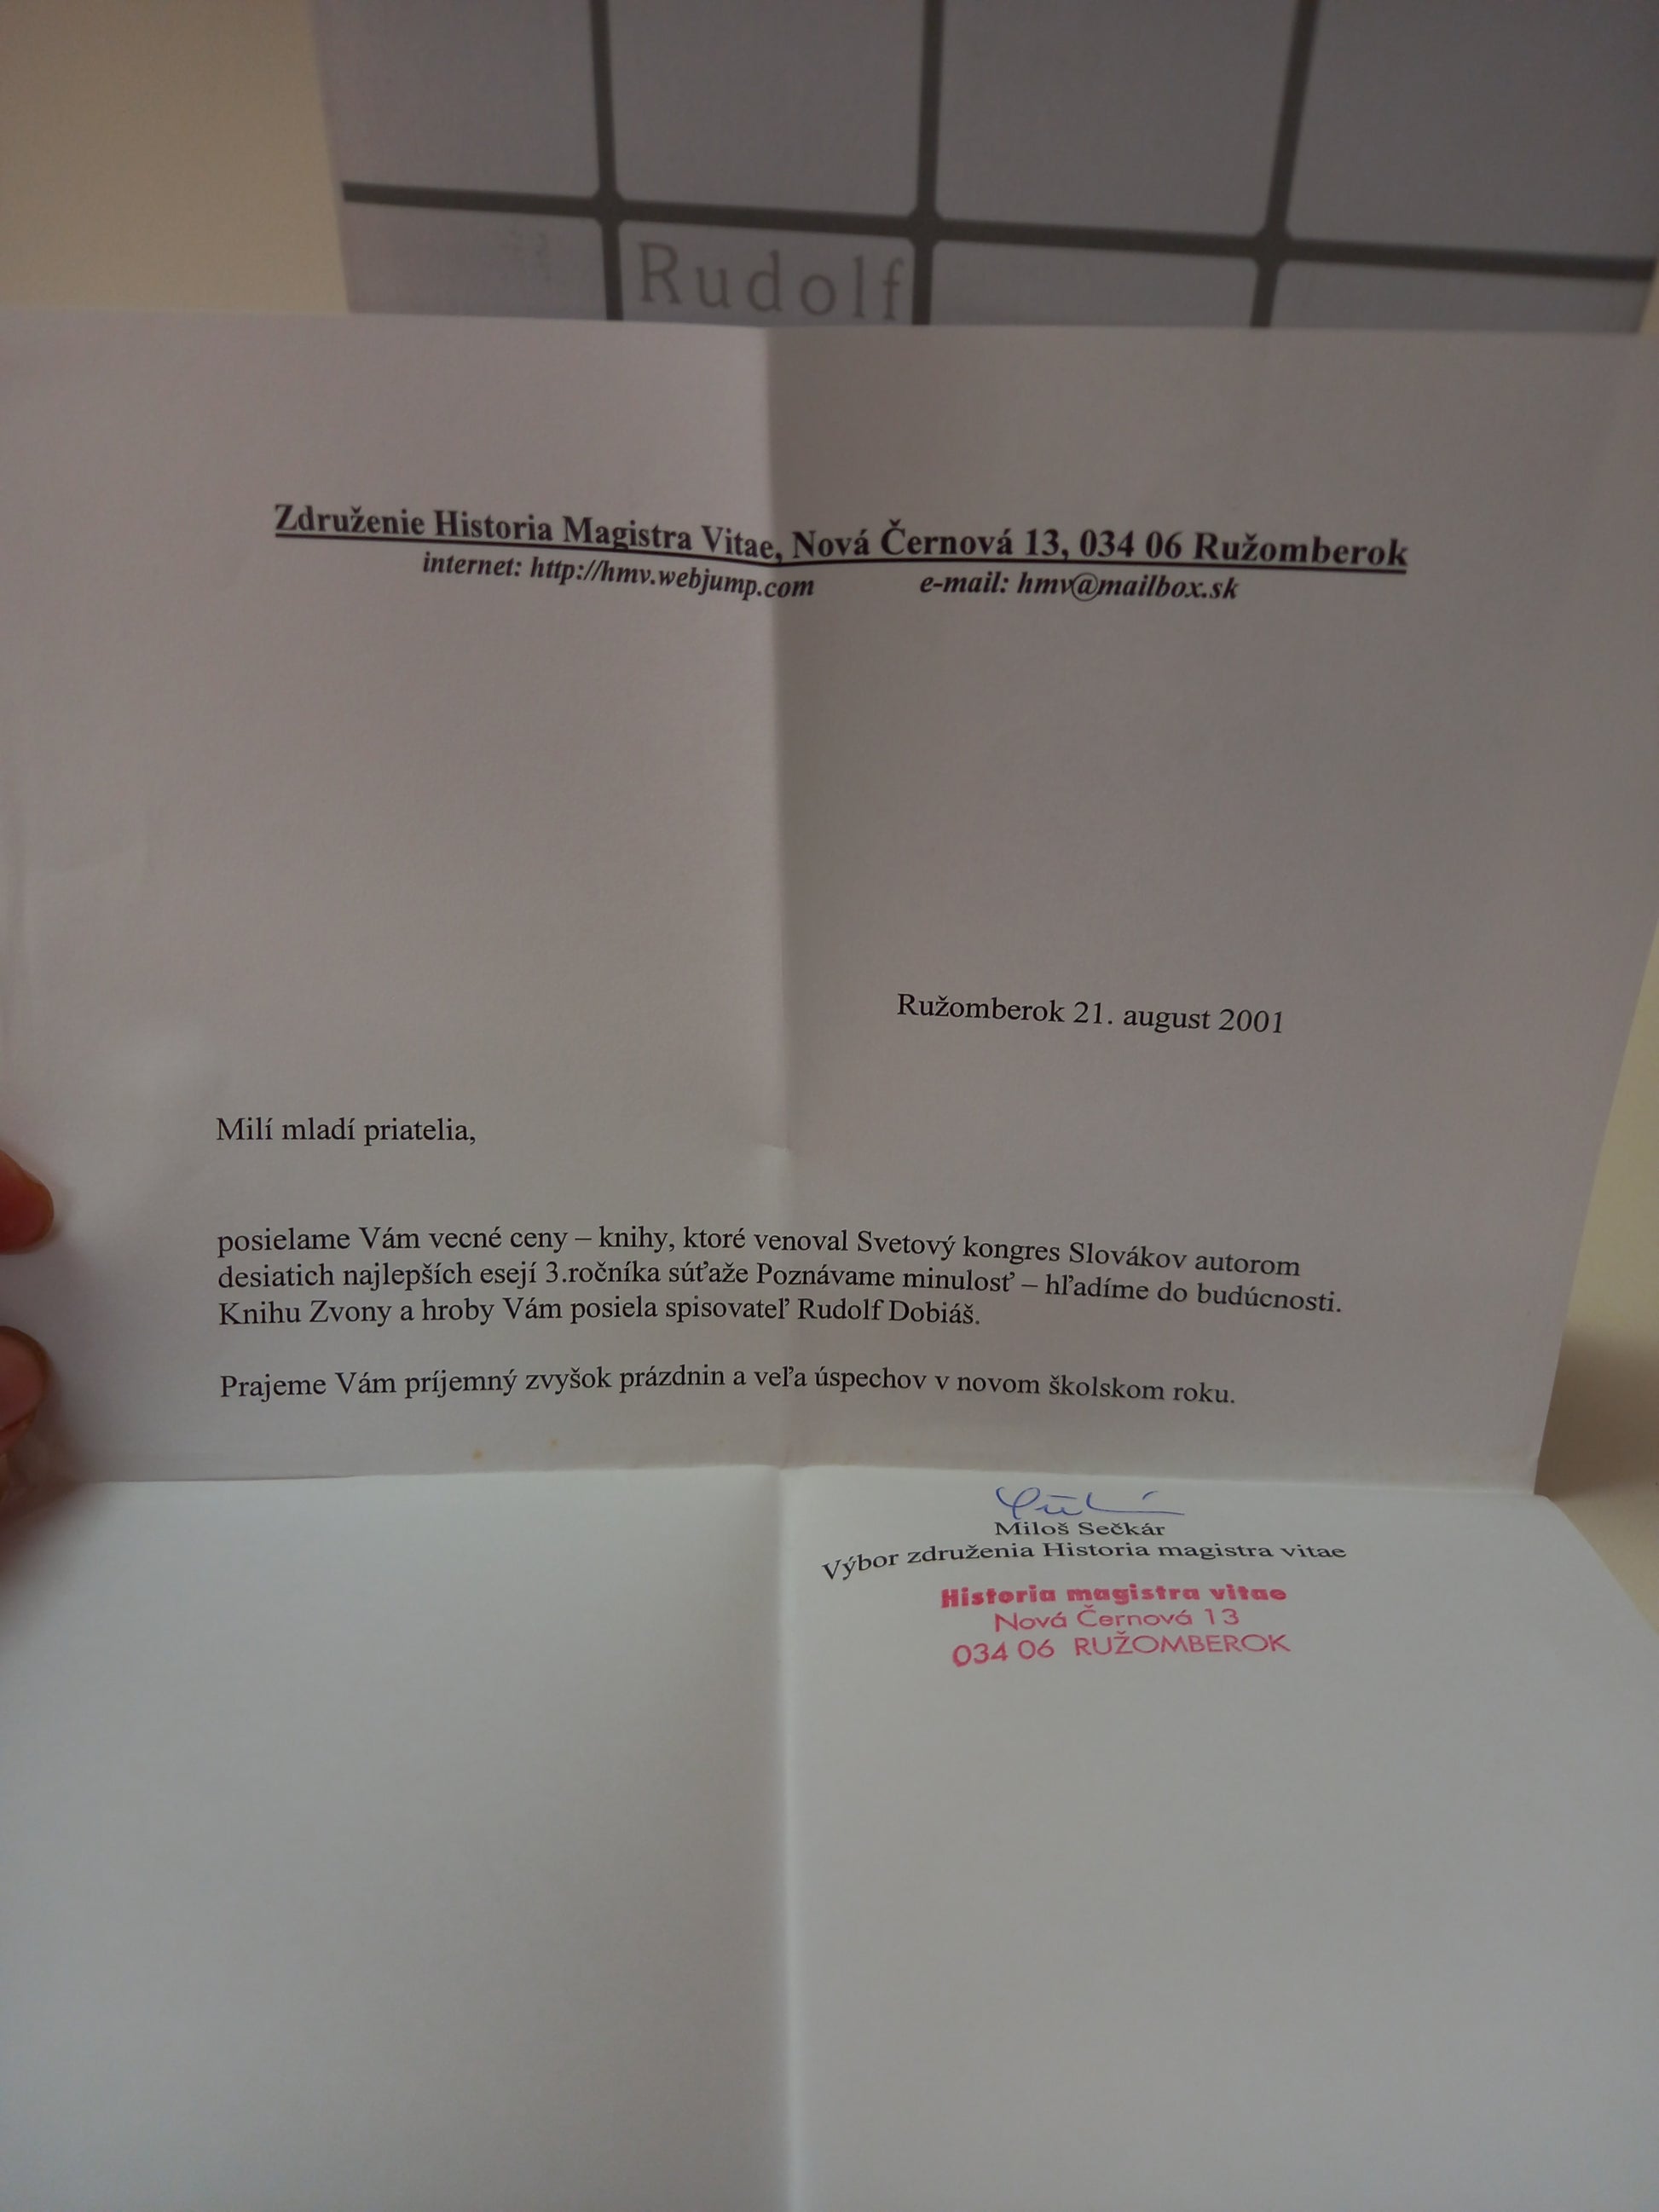 Rudolf
Združenie Historia Magistra Vitae, Nová Černová 13, 034 06 Ružomberok
internet: http://hmv.webjump.com e-mail: hmv@mailbox.sk
Ružomberok 21. august 2001
Milí mladí priatelia,
posielame Vám vecné ceny – knihy, ktoré venoval Svetový kongres Slovákov autorom
desiatich najlepších esejí 3.ročníka súťaže Poznávame minulosť – hľadíme do budúcnosti.
Knihu Zvony a hroby Vám posiela spisovateľ Rudolf Dobiáš.
Prajeme Vám príjemný zvyšok prázdnin a veľa úspechov v novom školskom roku.
Miloš Sečkár
Výbor združenia Historia magistra vitae
Historia magistra vitae
Nová Černová 13
034 06 RUŽOMBEROK